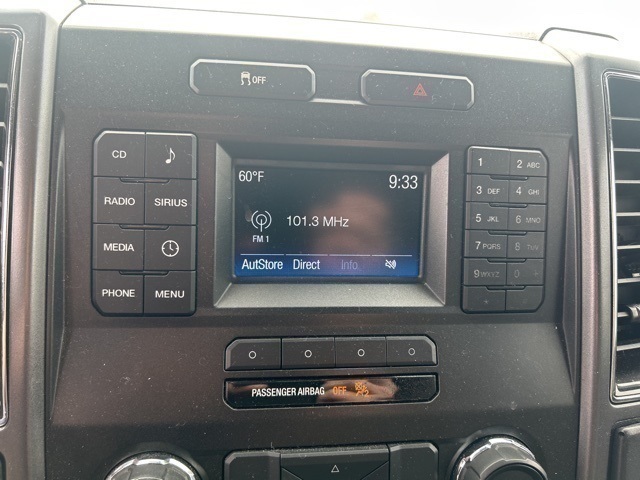 OFF
CD
RADIO SIRIUS
MEDIA
PHONE MENU
60°F 9:33
101.3 MHz
FM 1
AutStore Direct Info
1 2 ABC
3 DEF 4 GHI
5 JKL 6 MNO
7 PQRS 8 TUV
9 WXYZ 0
PASSENGER AIRBAG OFF